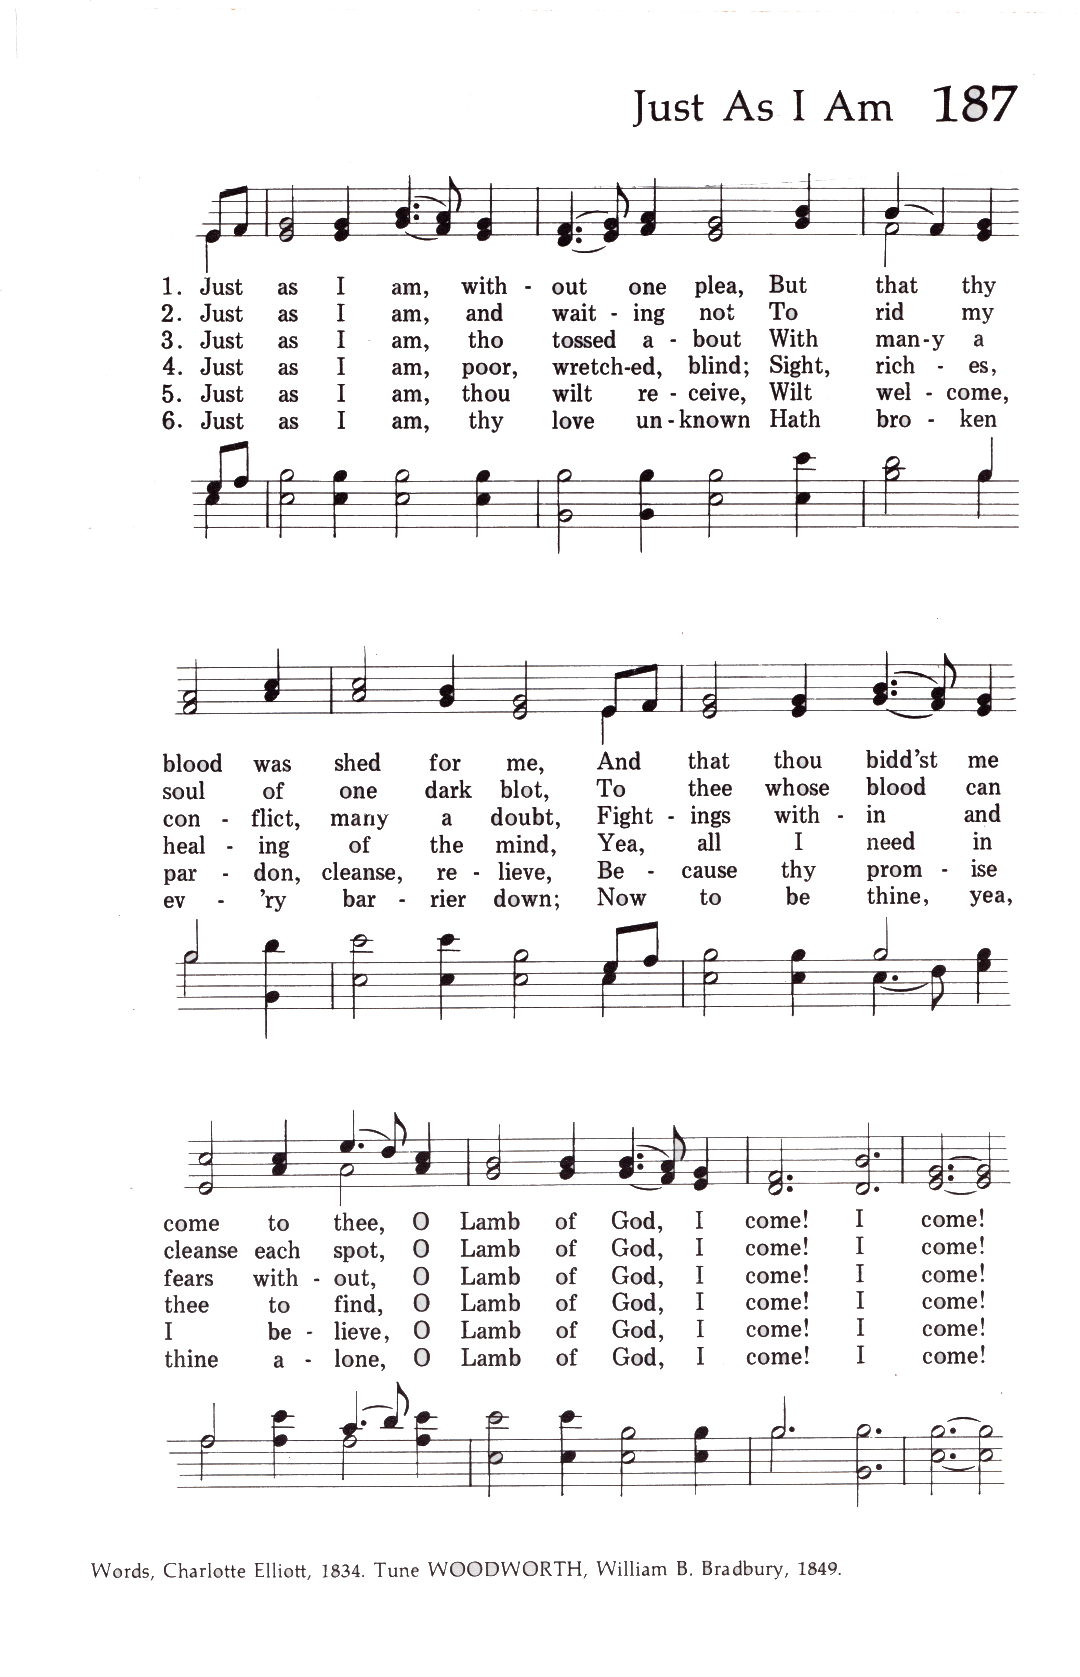 Just As I Am 187
1. Just as I am, with - out one plea, But that thy
2. Just as I am, and wait - ing not To rid my
3. Just as I am, tho tossed a - bout With man-y a
4. Just as I am, poor, wretch-ed, blind; Sight, rich - es,
5. Just as I am, thou wilt re - ceive, Wilt wel - come,
6. Just as I am, thy love un-known Hath bro - ken
blood was shed for me, And that thou bidd'st me
soul of one dark blot, To thee whose blood can
con - flict, many a doubt, Fight - ings with - in and
heal - ing of the mind, Yea, all I need in
par - don, cleanse, re - lieve, Be - cause thy prom - ise
ev - 'ry bar - rier down; Now to be thine, yea,
come to thee, O Lamb of God, I come! I come!
cleanse each spot, O Lamb of God, I come! I come!
fears with - out, O Lamb of God, I come! I come!
thee to find, O Lamb of God, I come! I come!
I be - lieve, O Lamb of God, I come! I come!
thine a - lone, O Lamb of God, I come! I come!
Words, Charlotte Elliott, 1834. Tune WOODWORTH, William B. Bradbury, 1849.